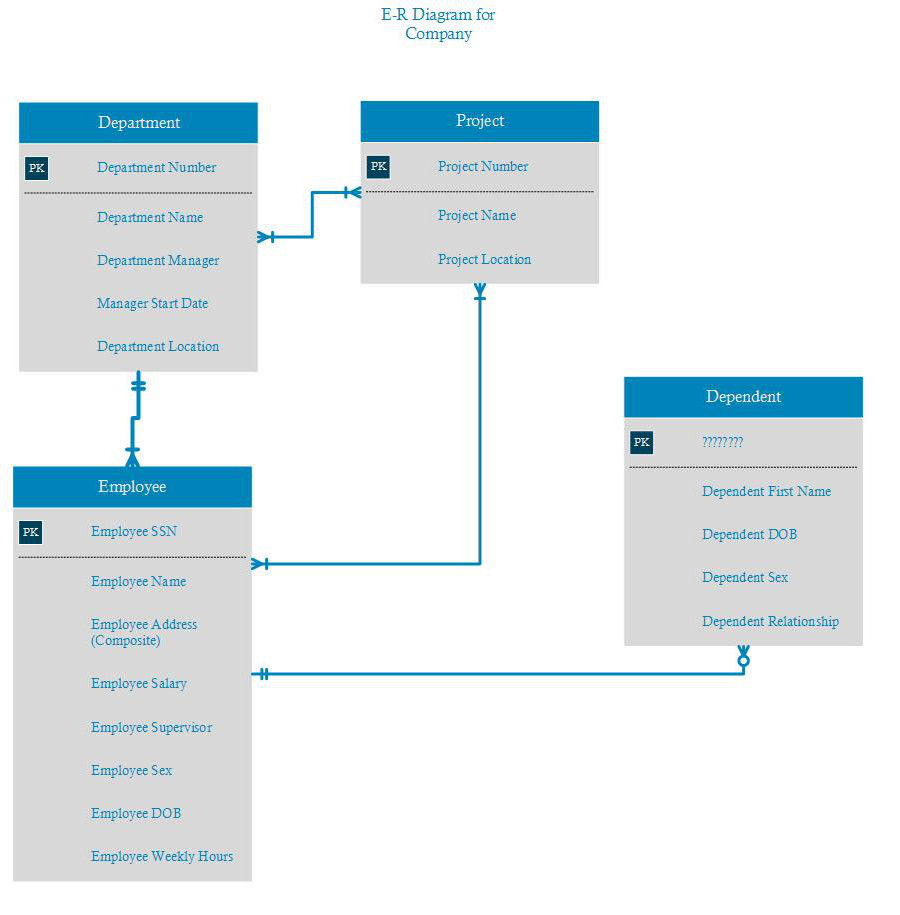 E-R Diagram for
Company
Department
PK Department Number
Department Name
Department Manager
Manager Start Date
Department Location
Project
PK Project Number
Project Name
Project Location
Dependent
PK ????????
Dependent First Name
Dependent DOB
Dependent Sex
Dependent Relationship
Employee
PK Employee SSN
Employee Name
Employee Address
(Composite)
Employee Salary
Employee Supervisor
Employee Sex
Employee DOB
Employee Weekly Hours